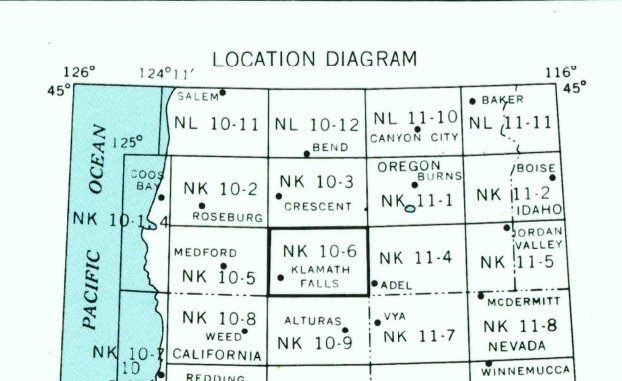 LOCATION DIAGRAM
126° 124°11′ 116°
45° 45°
SALEM
NL 10-11
NL 10-12
BEND
NL 11-10
CANYON CITY
BAKER
NL 11-11
PACIFIC OCEAN
125°
COOS
BAY
NK 10-1, 4
NK 10-2
ROSEBURG
NK 10-3
CRESCENT
OREGON
BURNS
NK 11-1
BOISE
NK 11-2
IDAHO
MEDFORD
NK 10-5
NK 10-6
KLAMATH
FALLS
NK 11-4
ADEL
JORDAN
VALLEY
NK 11-5
NK 10-7
10
NK 10-8
WEED
CALIFORNIA
ALTURAS
NK 10-9
VYA
NK 11-7
MCDERMITT
NK 11-8
NEVADA
REDDING
WINNEMUCCA